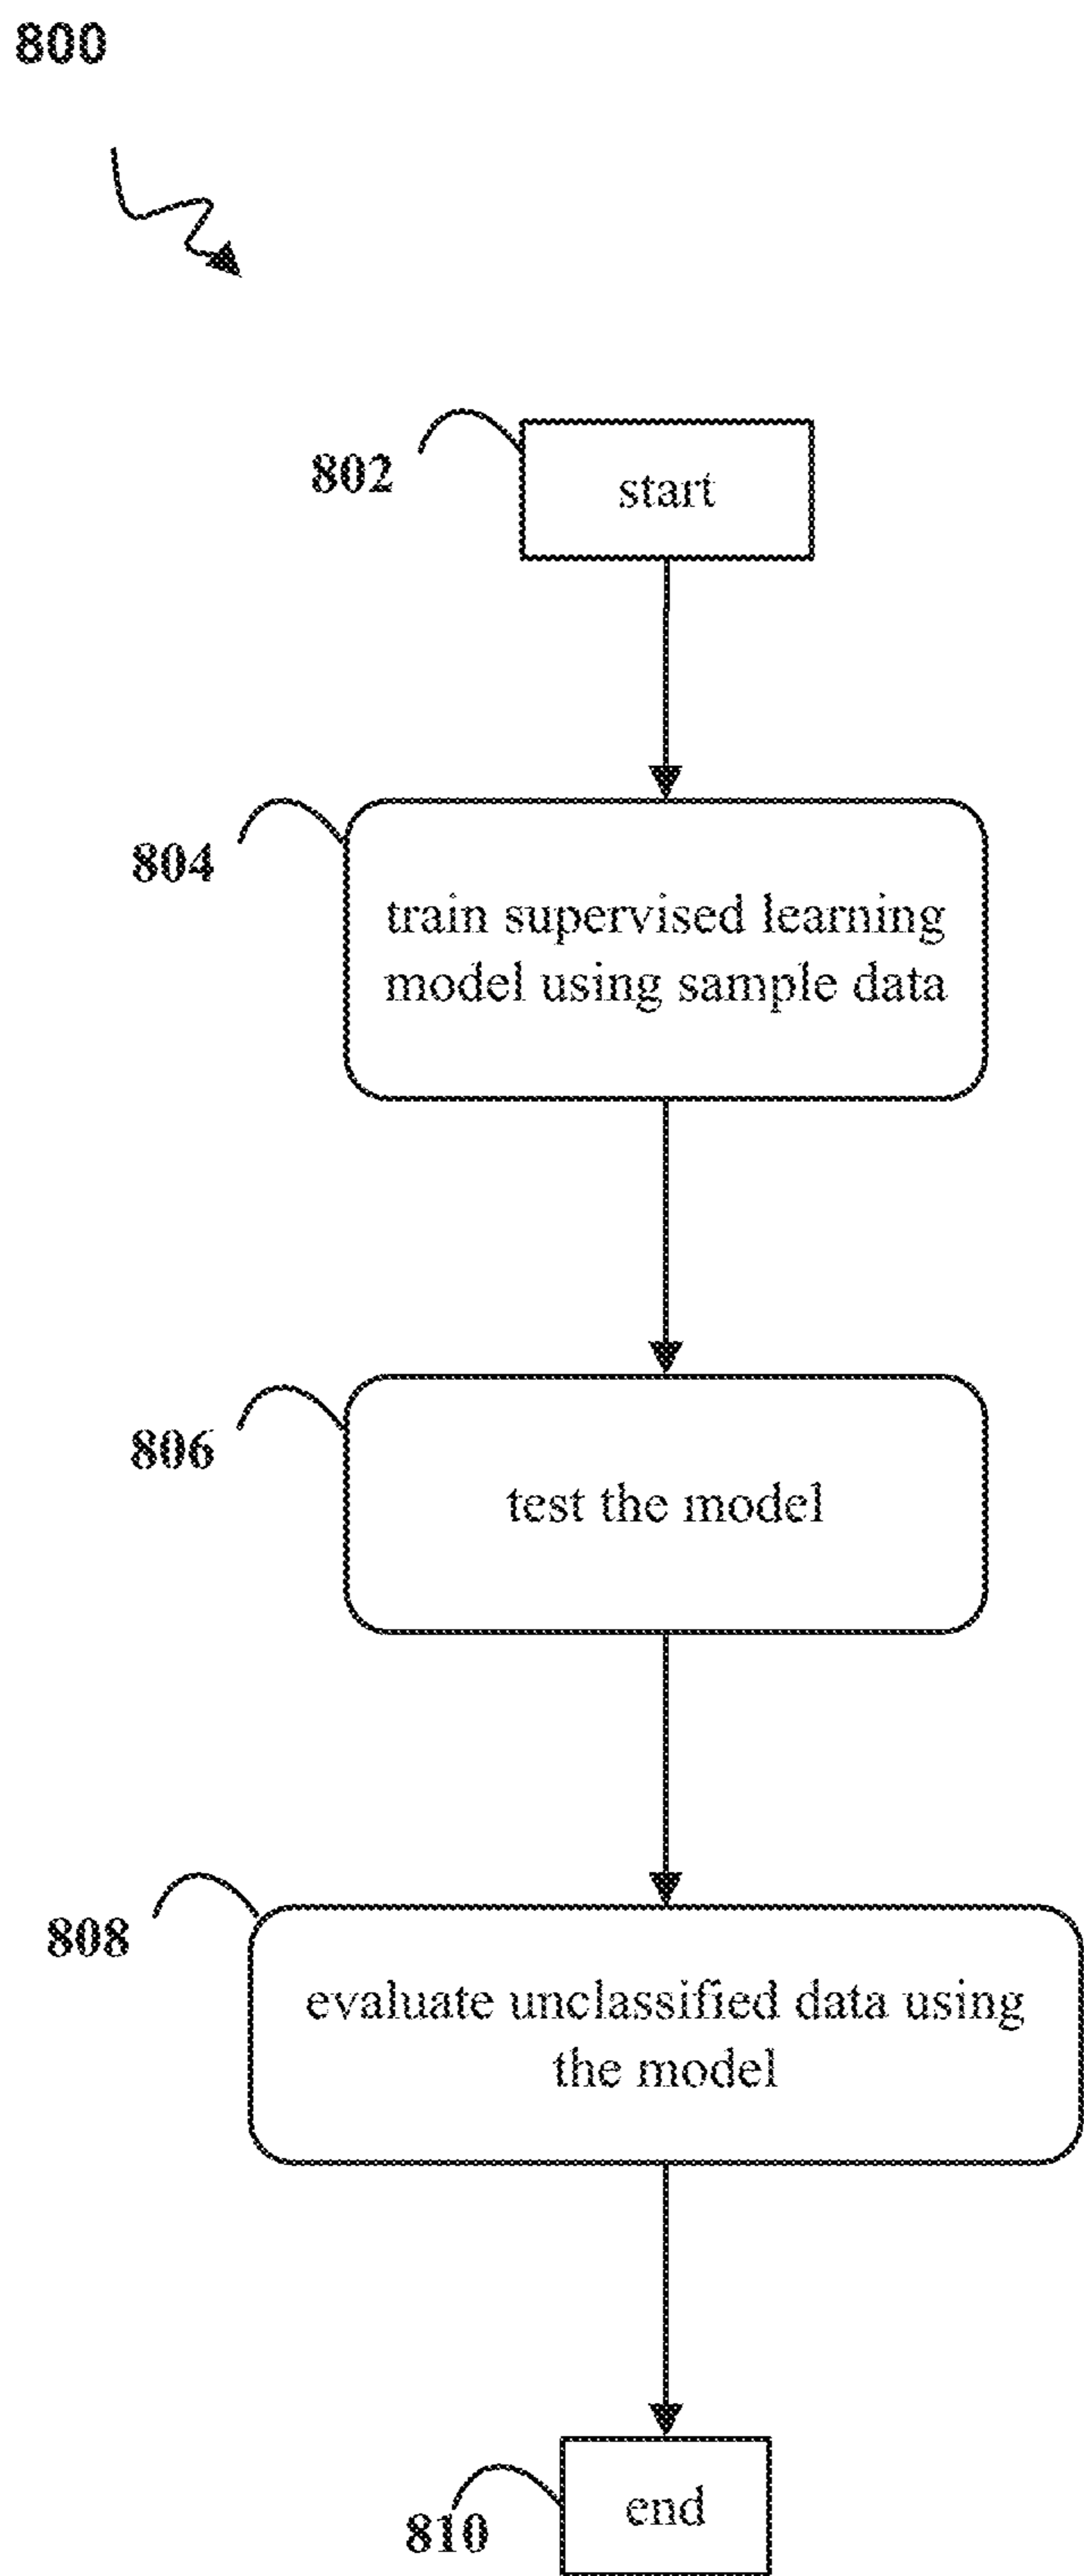 800
802
start
804
train supervised learning
model using sample data
806
test the model
808
evaluate unclassified data using
the model
810
end